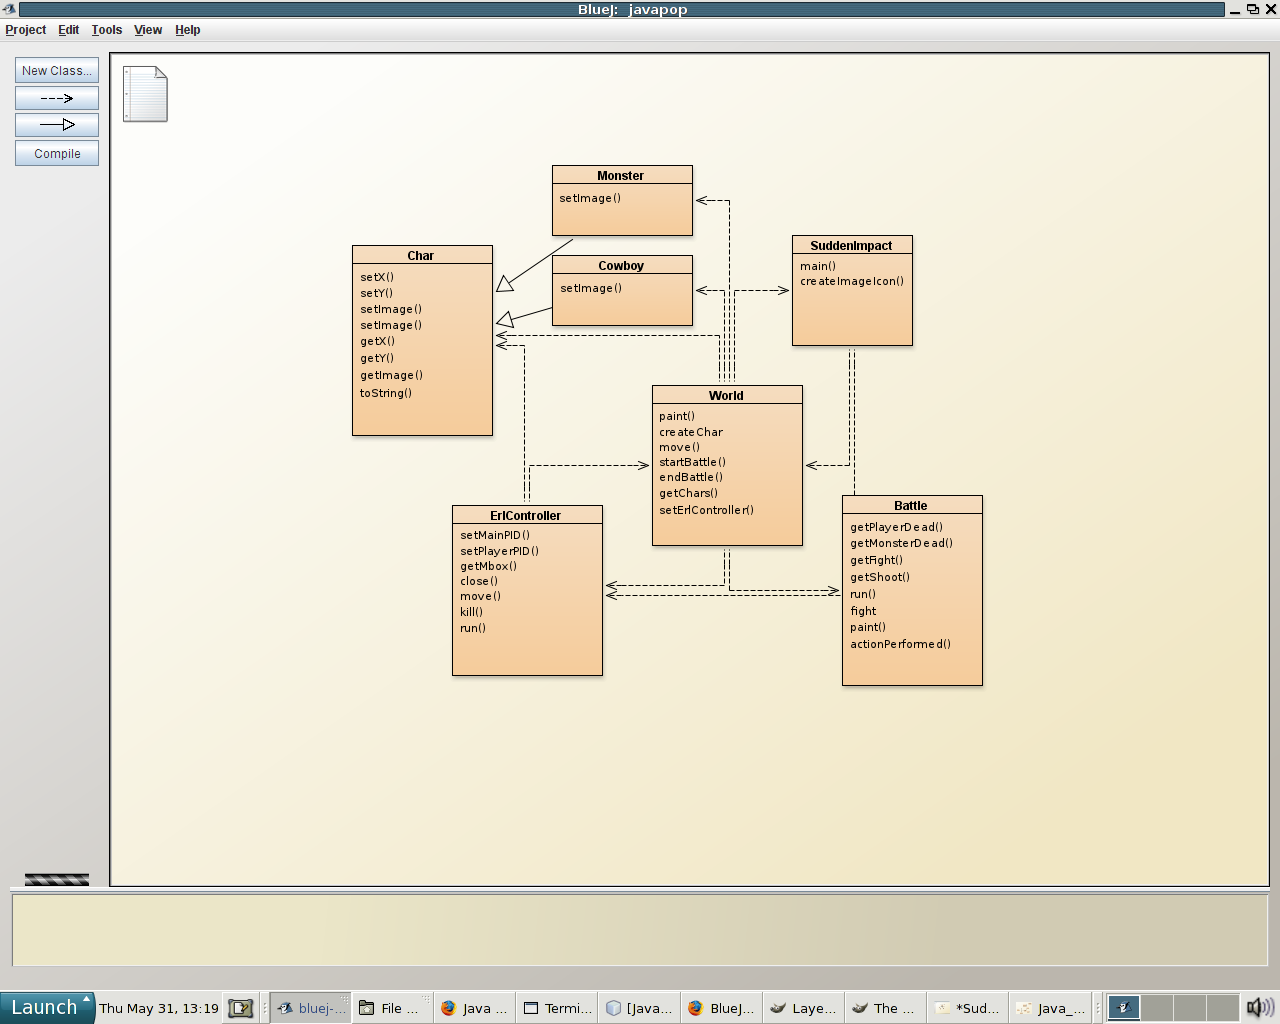 BlueJ: javapop
Project Edit Tools View Help
New Class...
Compile
Monster
setImage()
Char
setX()
setY()
setImage()
setImage()
getX()
getY()
getImage()
toString()
Cowboy
setImage()
SuddenImpact
main()
createImageIcon()
World
paint()
createChar
move()
startBattle()
endBattle()
getChars()
setErlController()
ErlController
setMainPID()
setPlayerPID()
getMbox()
close()
move()
kill()
run()
Battle
getPlayerDead()
getMonsterDead()
getFight()
getShoot()
run()
fight
paint()
actionPerformed()
Launch Thu May 31, 13:19 bluej-... File ... Java ... Termi... [Java... BlueJ... Laye... The ... *Sud... Java_...